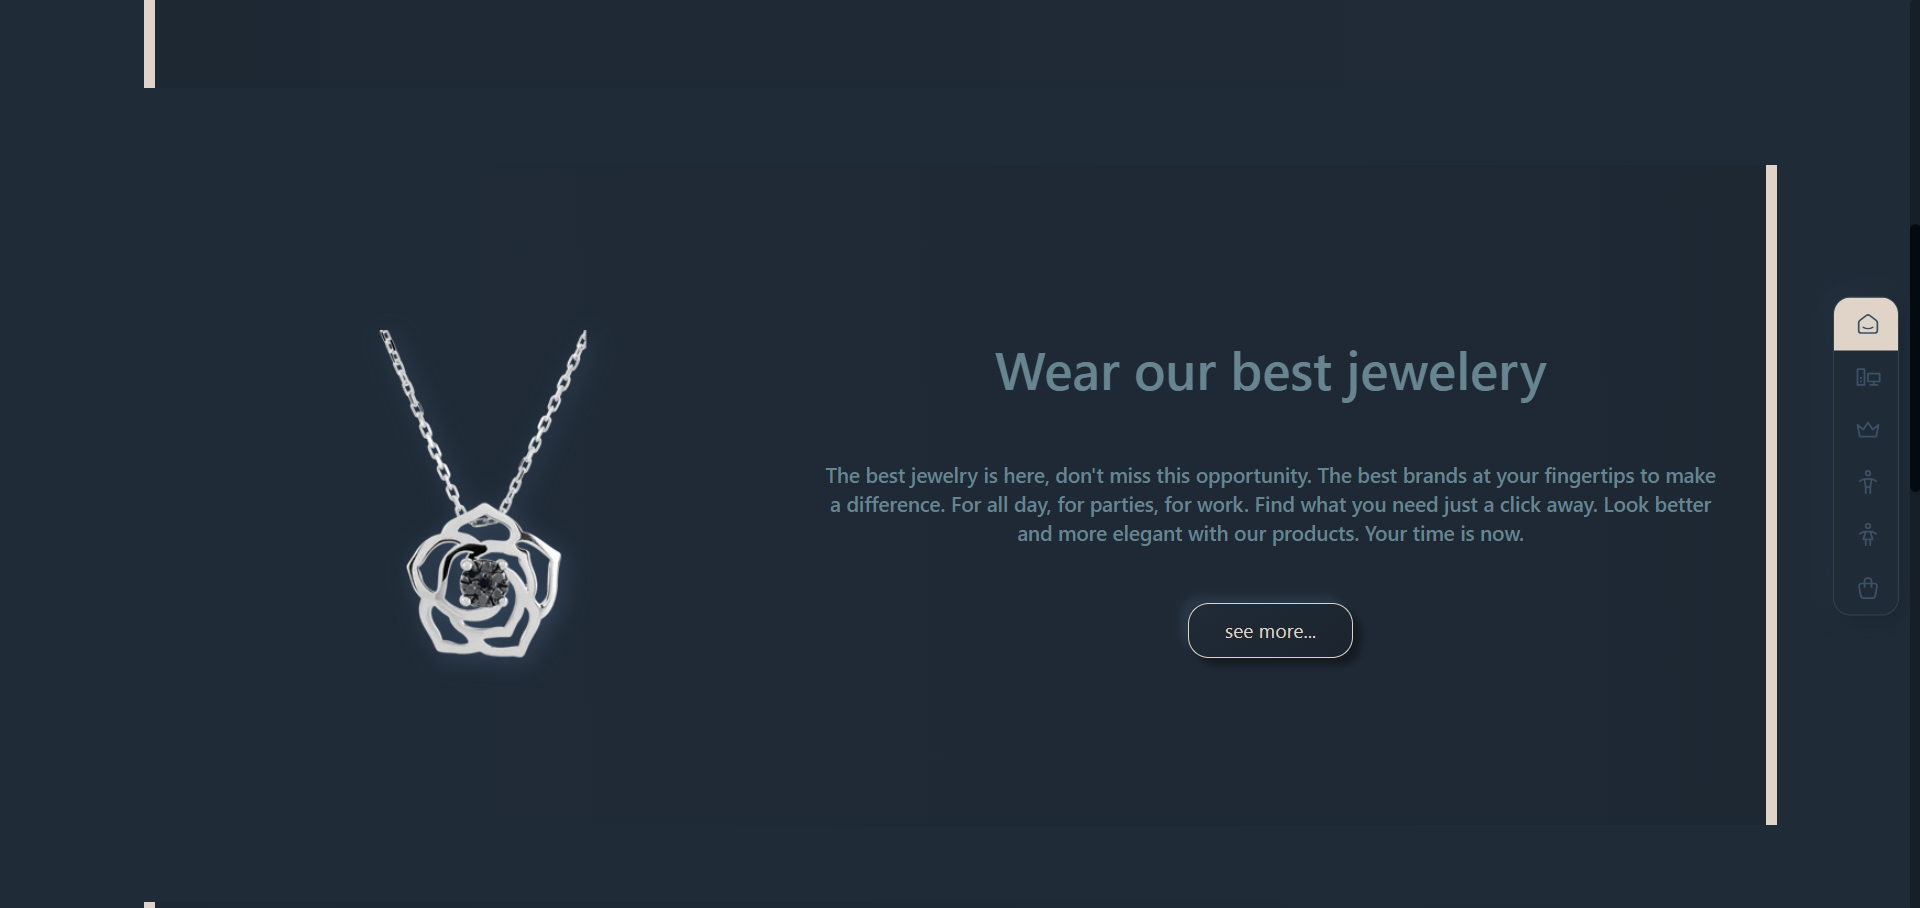 Wear our best jewelery
The best jewelry is here, don't miss this opportunity. The best brands at your fingertips to make
a difference. For all day, for parties, for work. Find what you need just a click away. Look better
and more elegant with our products. Your time is now.
see more...